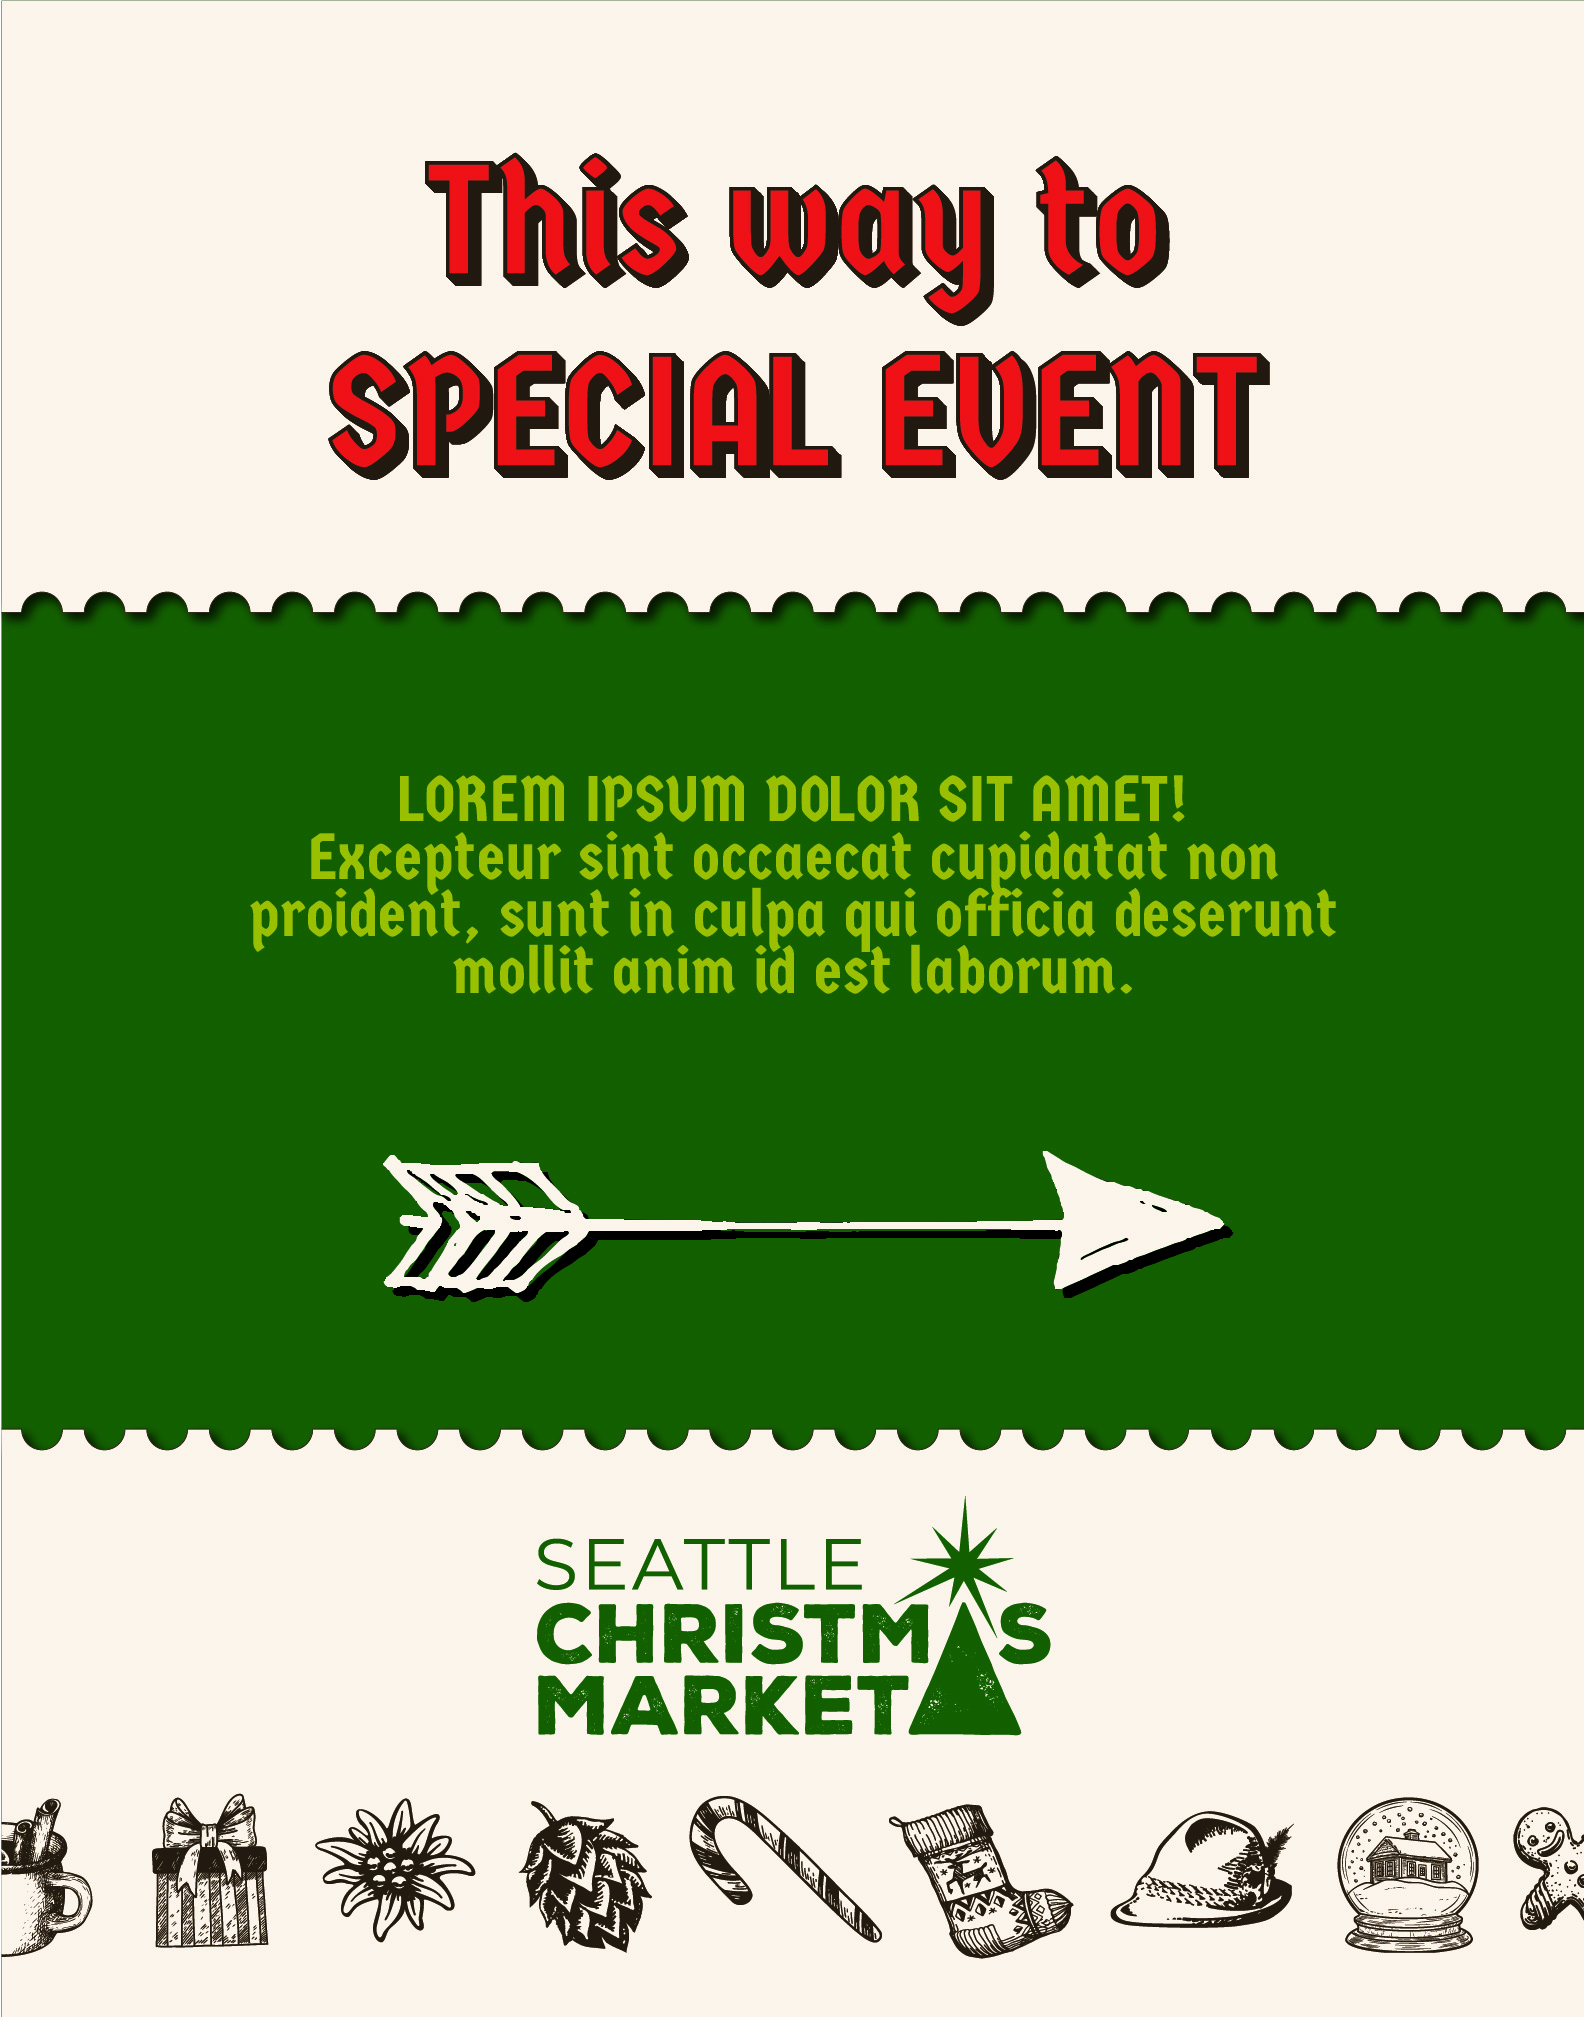 This way to
SPECIAL EVENT
LOREM IPSUM DOLOR SIT AMET!
Excepteur sint occaecat cupidatat non
proident, sunt in culpa qui officia deserunt
mollit anim id est laborum.
SEATTLE
CHRISTMAS
MARKET